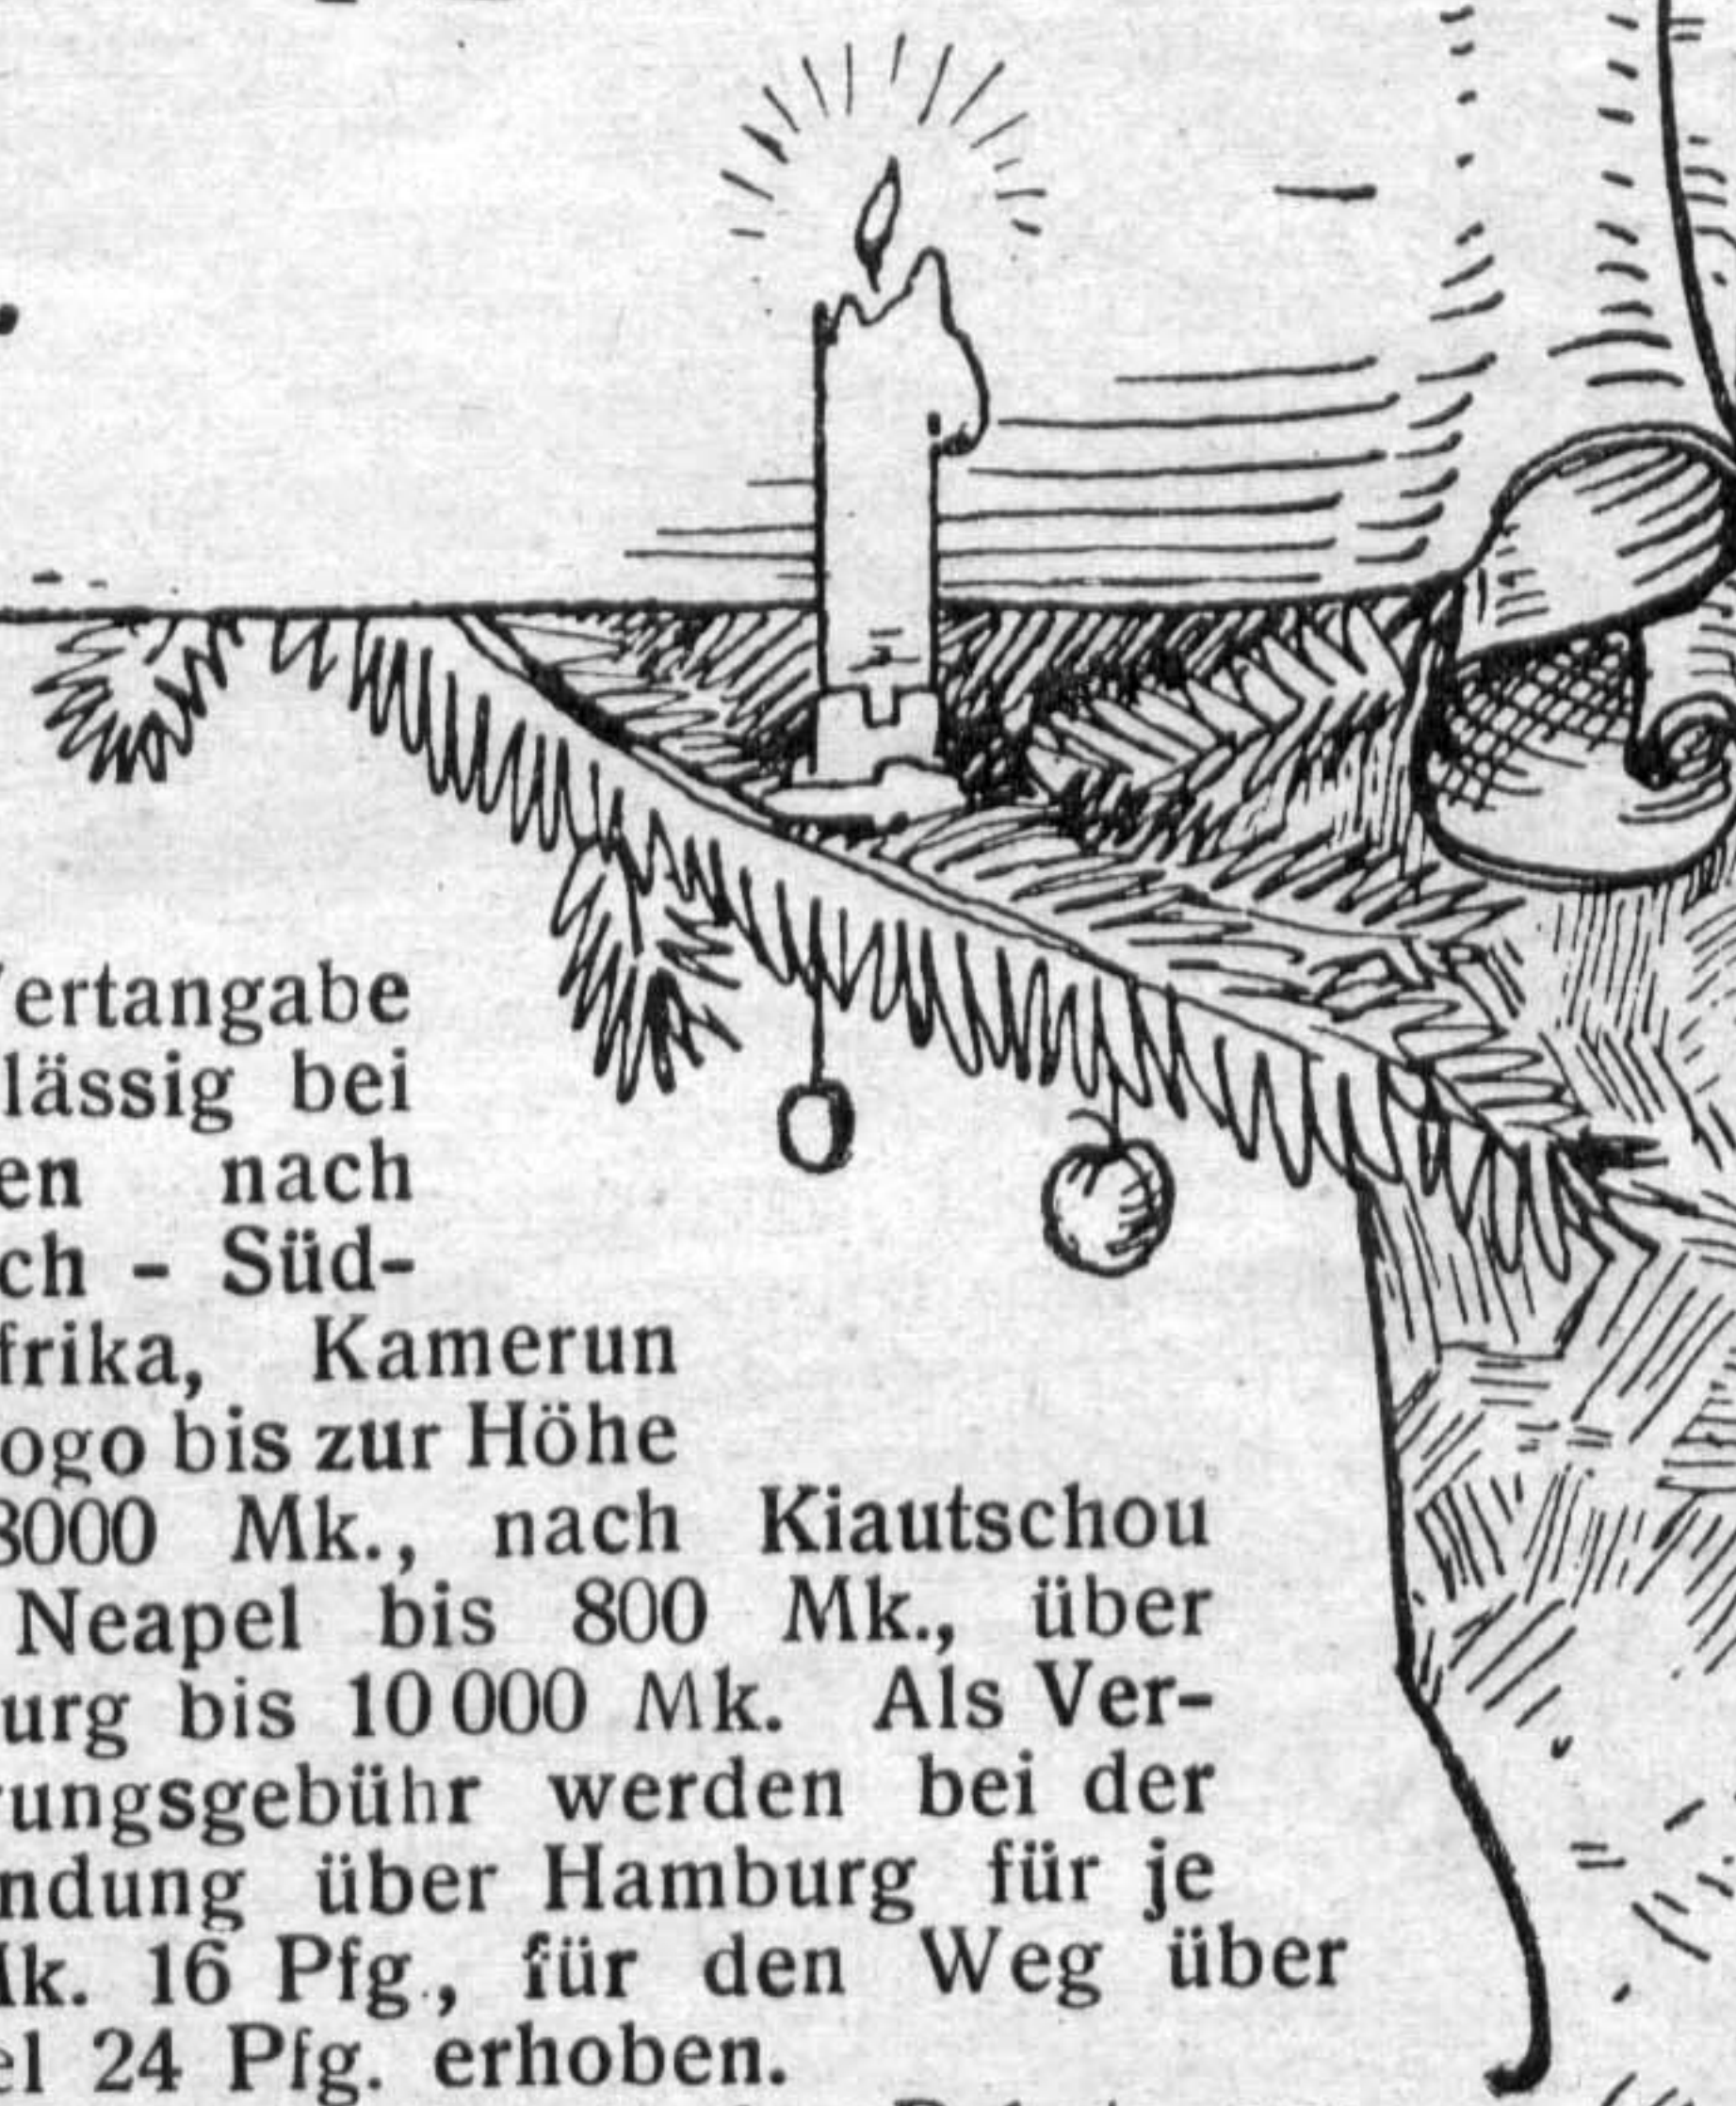 ertangabe
lässig bei
en nach
ch - Süd-
frika, Kamerun
ogo bis zur Höhe
3000 Mk., nach Kiautschou
Neapel bis 800 Mk., über
urg bis 10 000 Mk. Als Ver-
ungsgebühr werden bei der
ndung über Hamburg für je
k. 16 Pfg., für den Weg über
el 24 Pfg. erhoben.